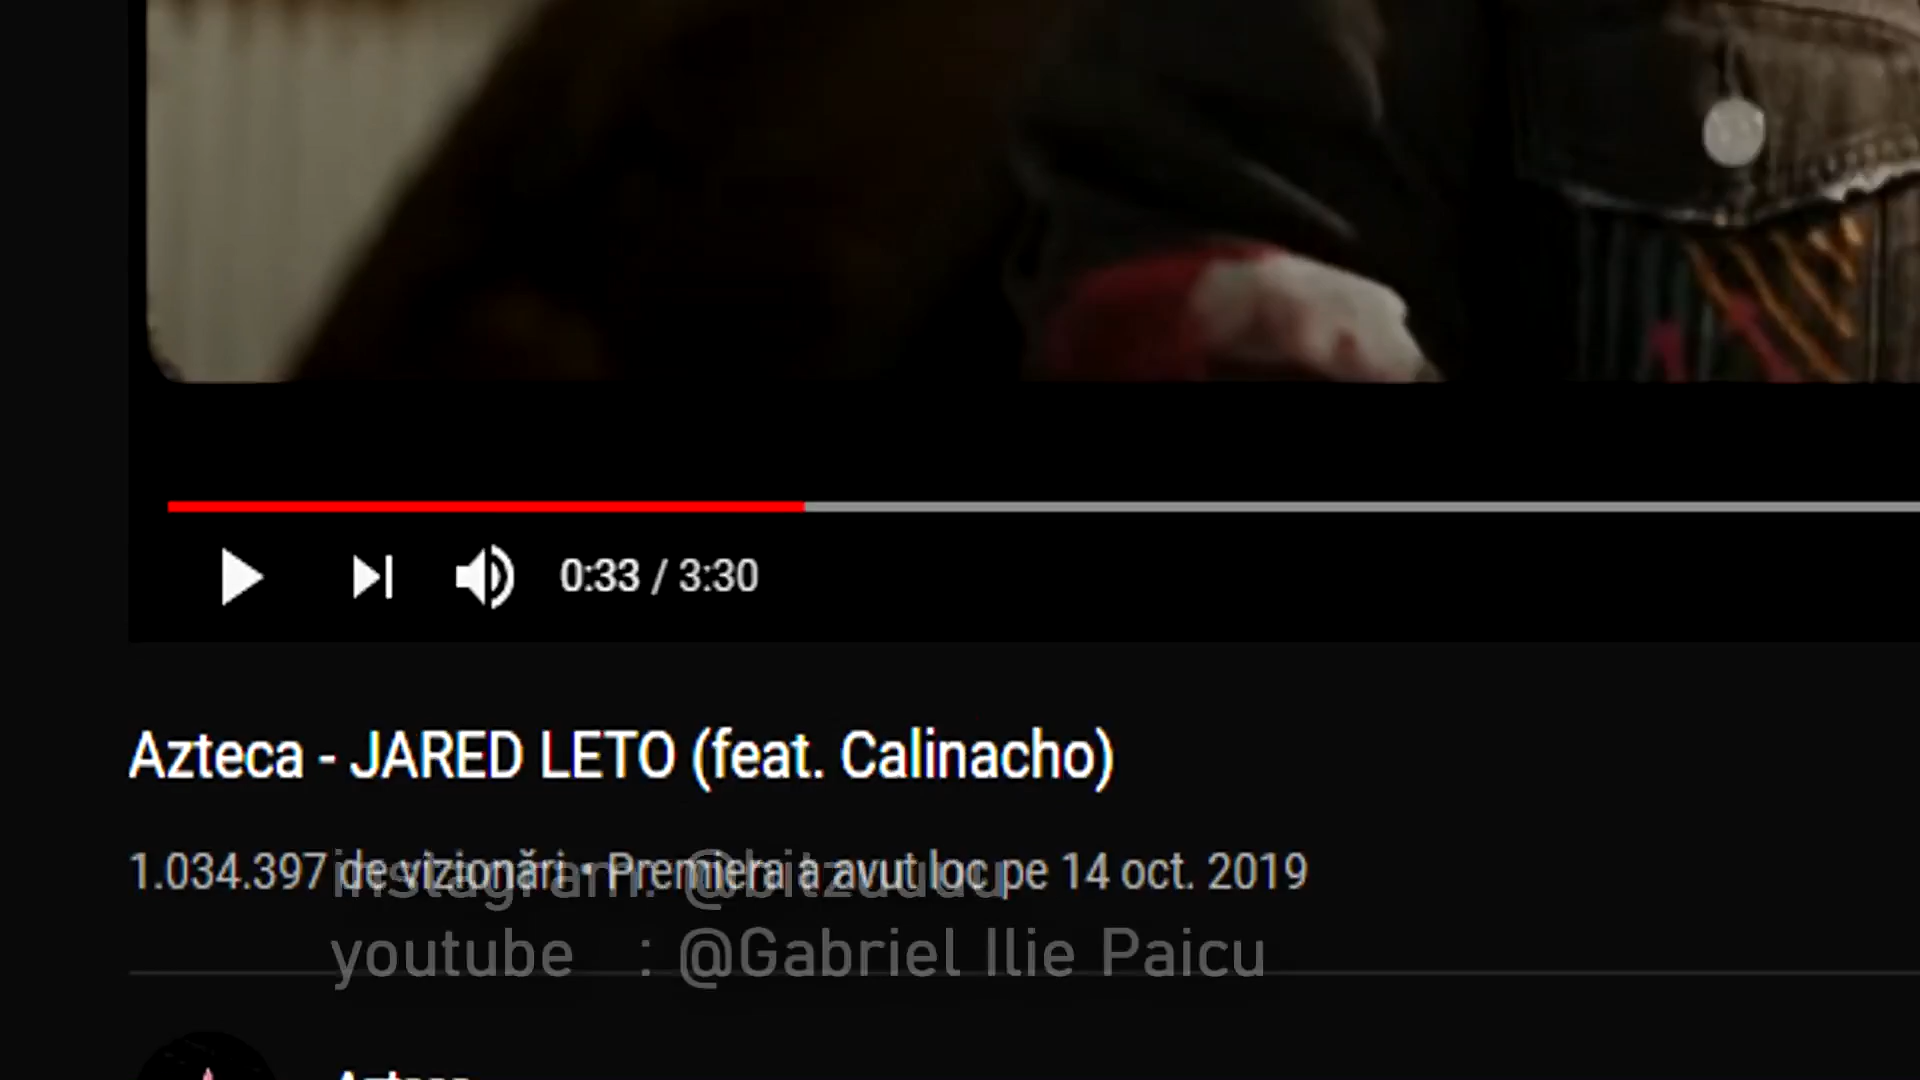 0:33 / 3:30
Azteca - JARED LETO (feat. Calinacho)
1.034.397 de vizionări • Premiera a avut loc pe 14 oct. 2019
instagram: @bitzuuuu
youtube : @Gabriel Ilie Paicu
Azteca